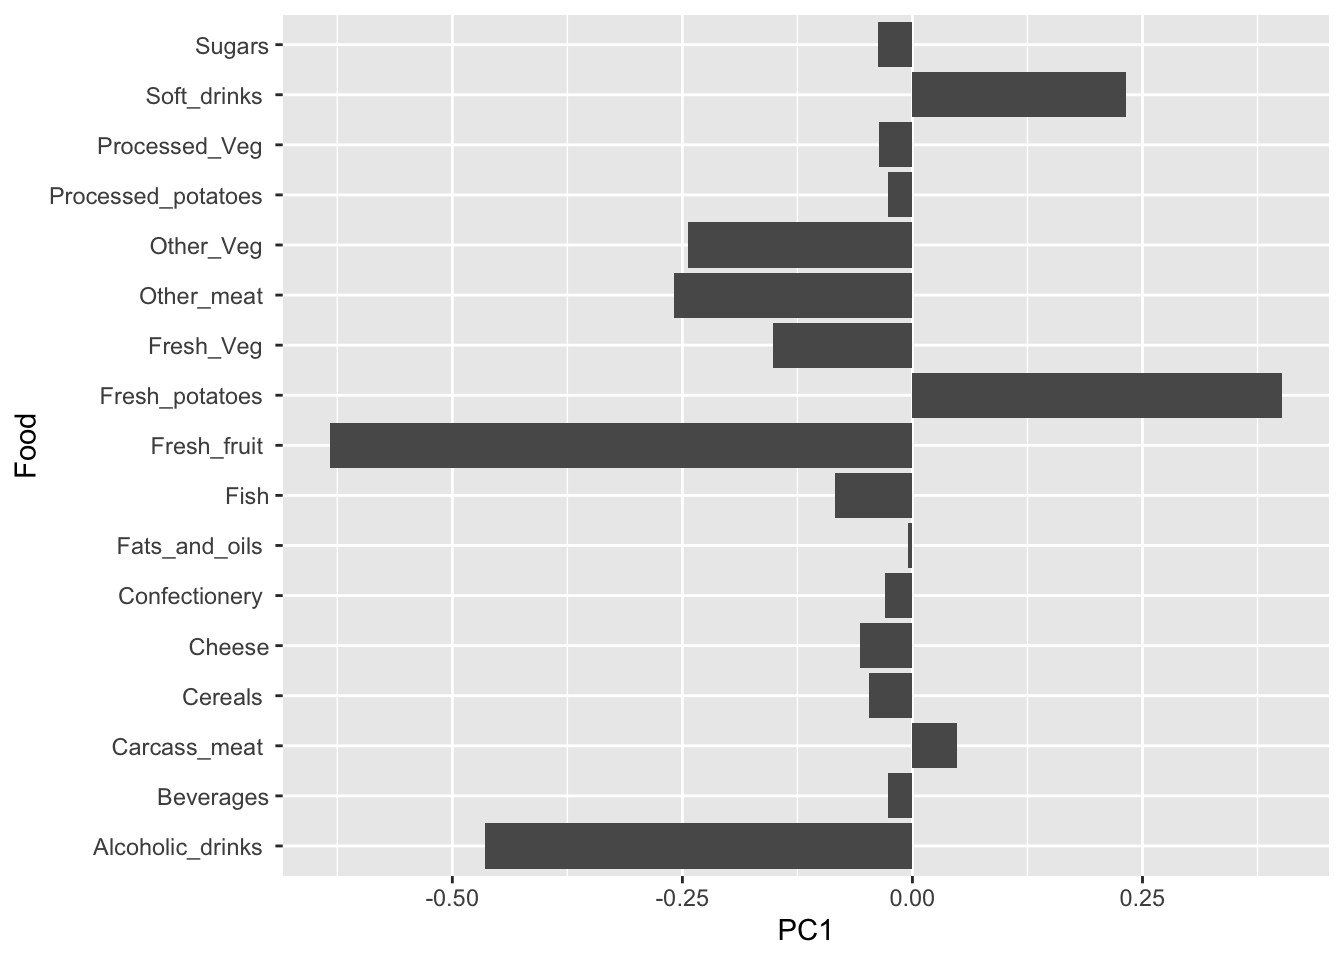 Sugars
Soft_drinks
Processed_Veg
Processed_potatoes
Other_Veg
Other_meat
Fresh_Veg
Fresh_potatoes
Fresh_fruit
Fish
Fats_and_oils
Confectionery
Cheese
Cereals
Carcass_meat
Beverages
Alcoholic_drinks
Food
-0.50 -0.25 0.00 0.25
PC1